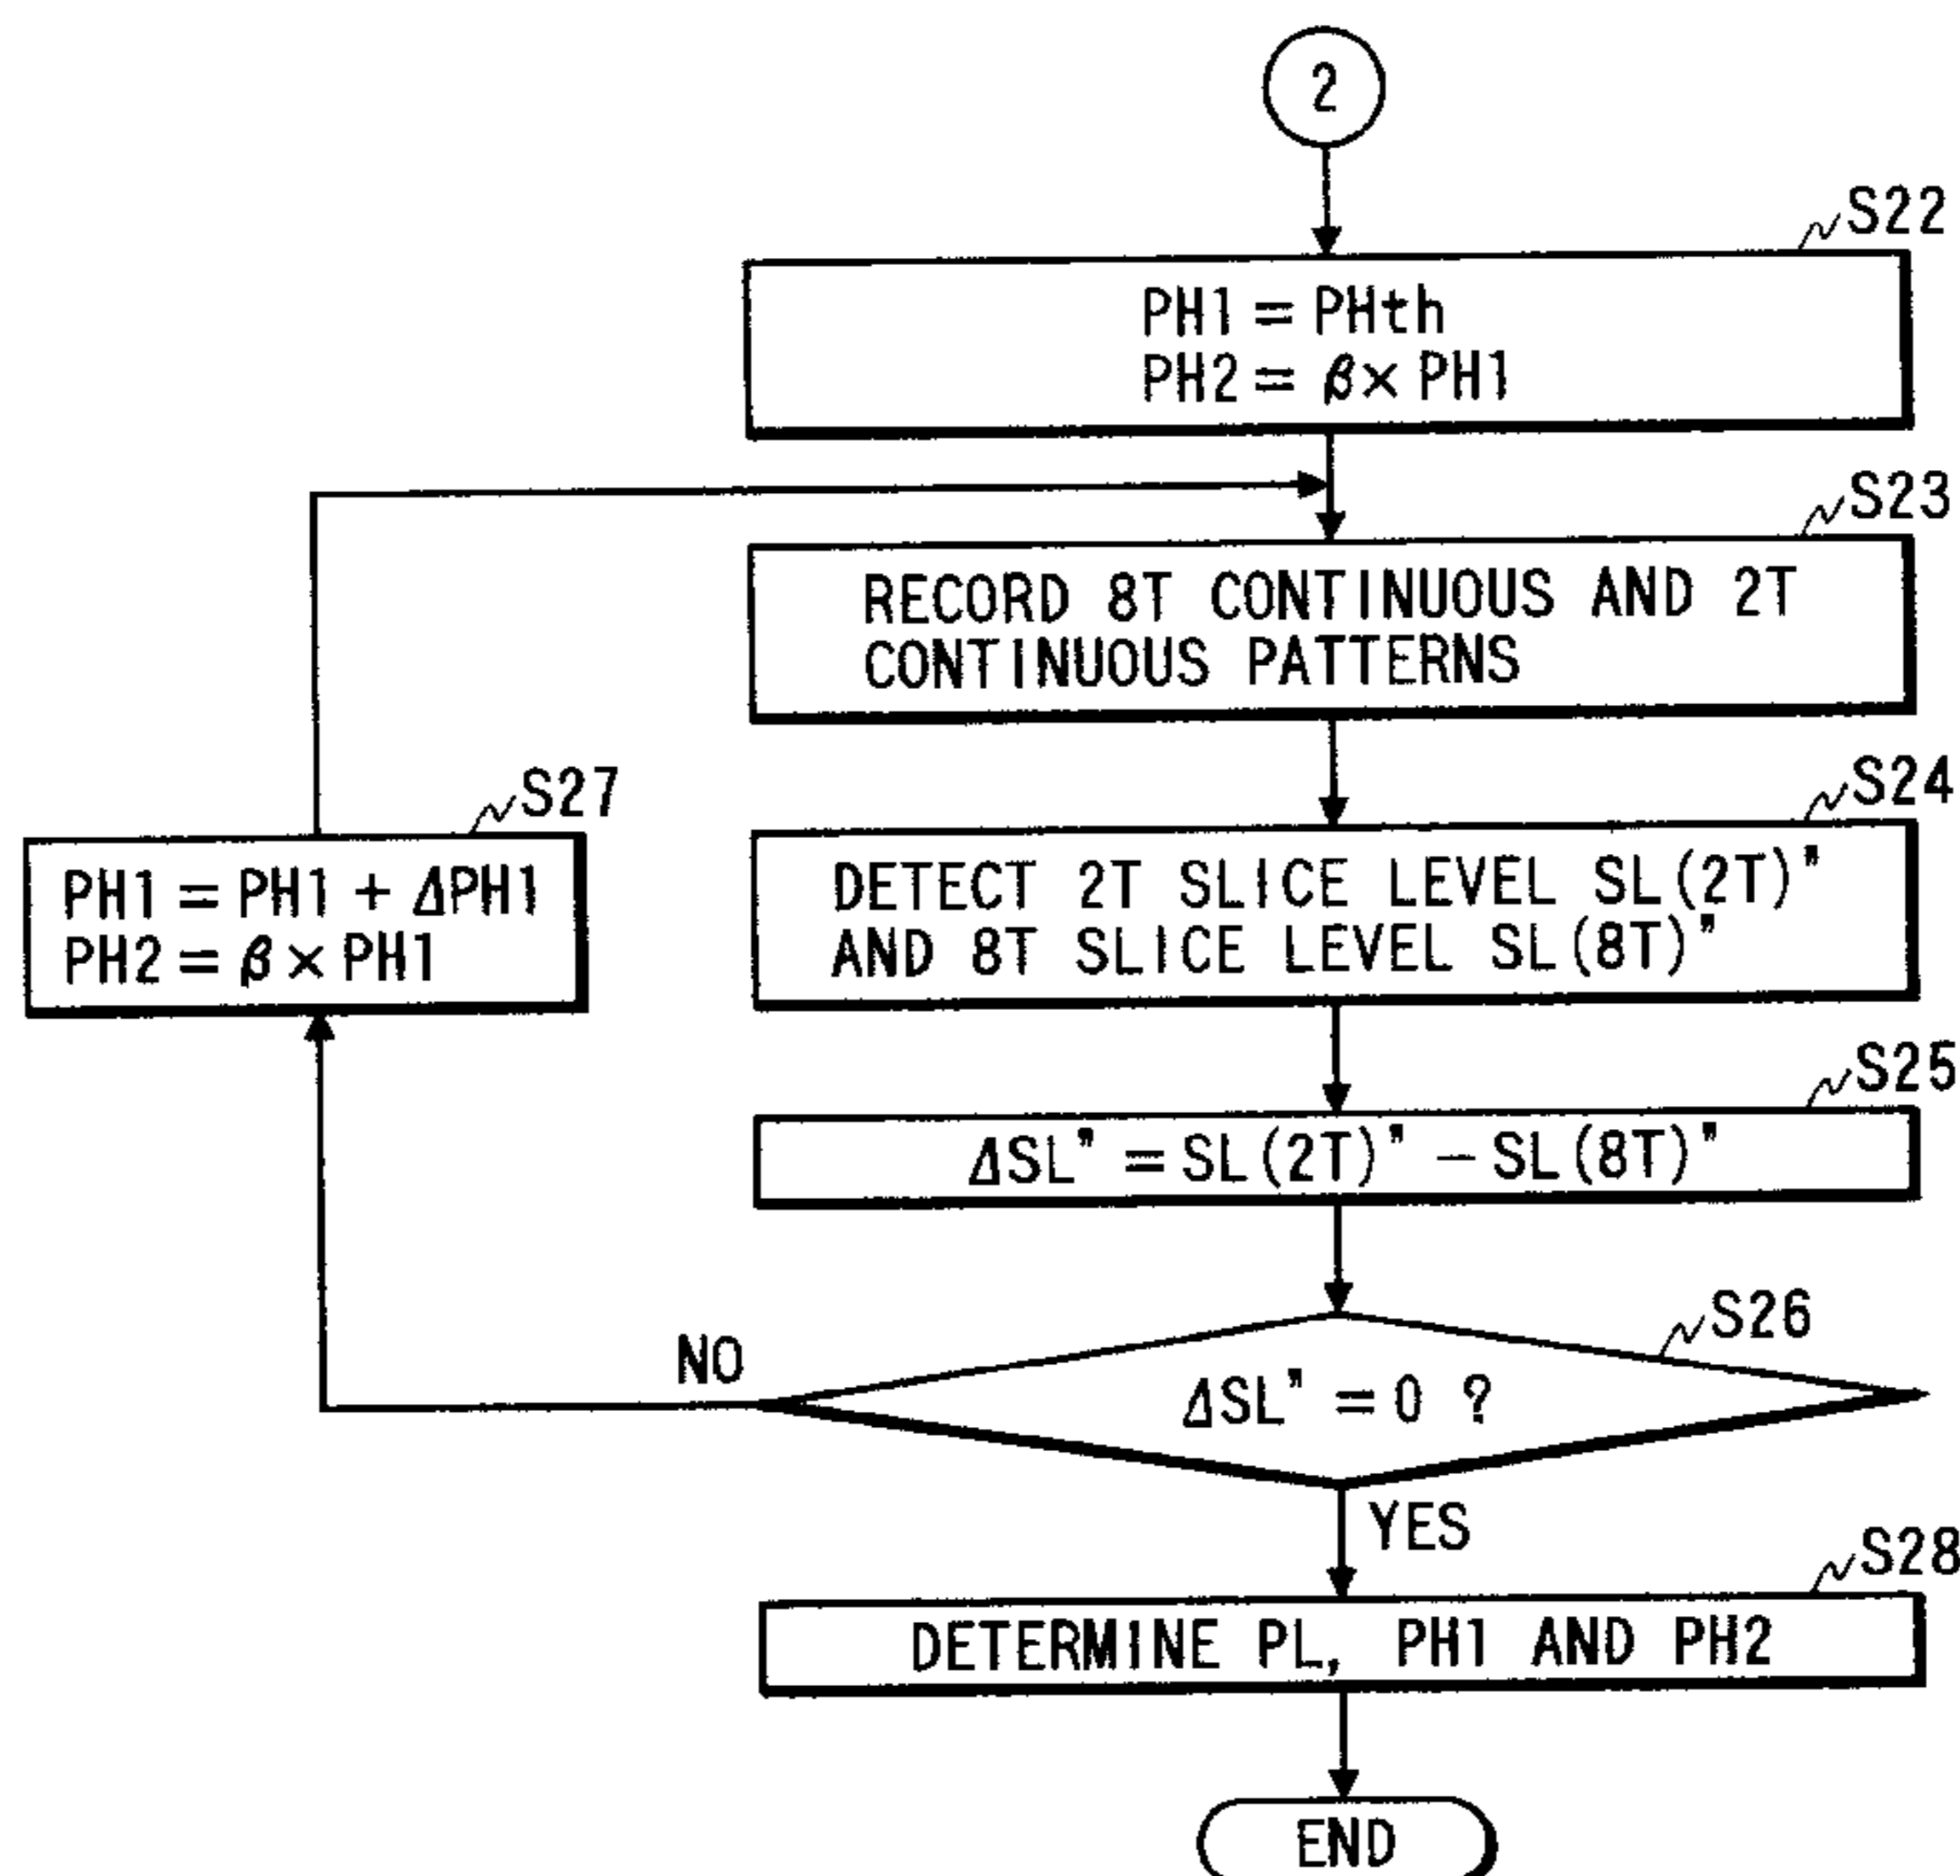 2
S22
PH1 = PHth
PH2 = β × PH1
S23
RECORD 8T CONTINUOUS AND 2T
CONTINUOUS PATTERNS
S27
PH1 = PH1 + ΔPH1
PH2 = β × PH1
S24
DETECT 2T SLICE LEVEL SL(2T)"
AND 8T SLICE LEVEL SL(8T)"
S25
ΔSL" = SL(2T)" − SL(8T)"
S26
NO
ΔSL" = 0 ?
YES
S28
DETERMINE PL, PH1 AND PH2
END